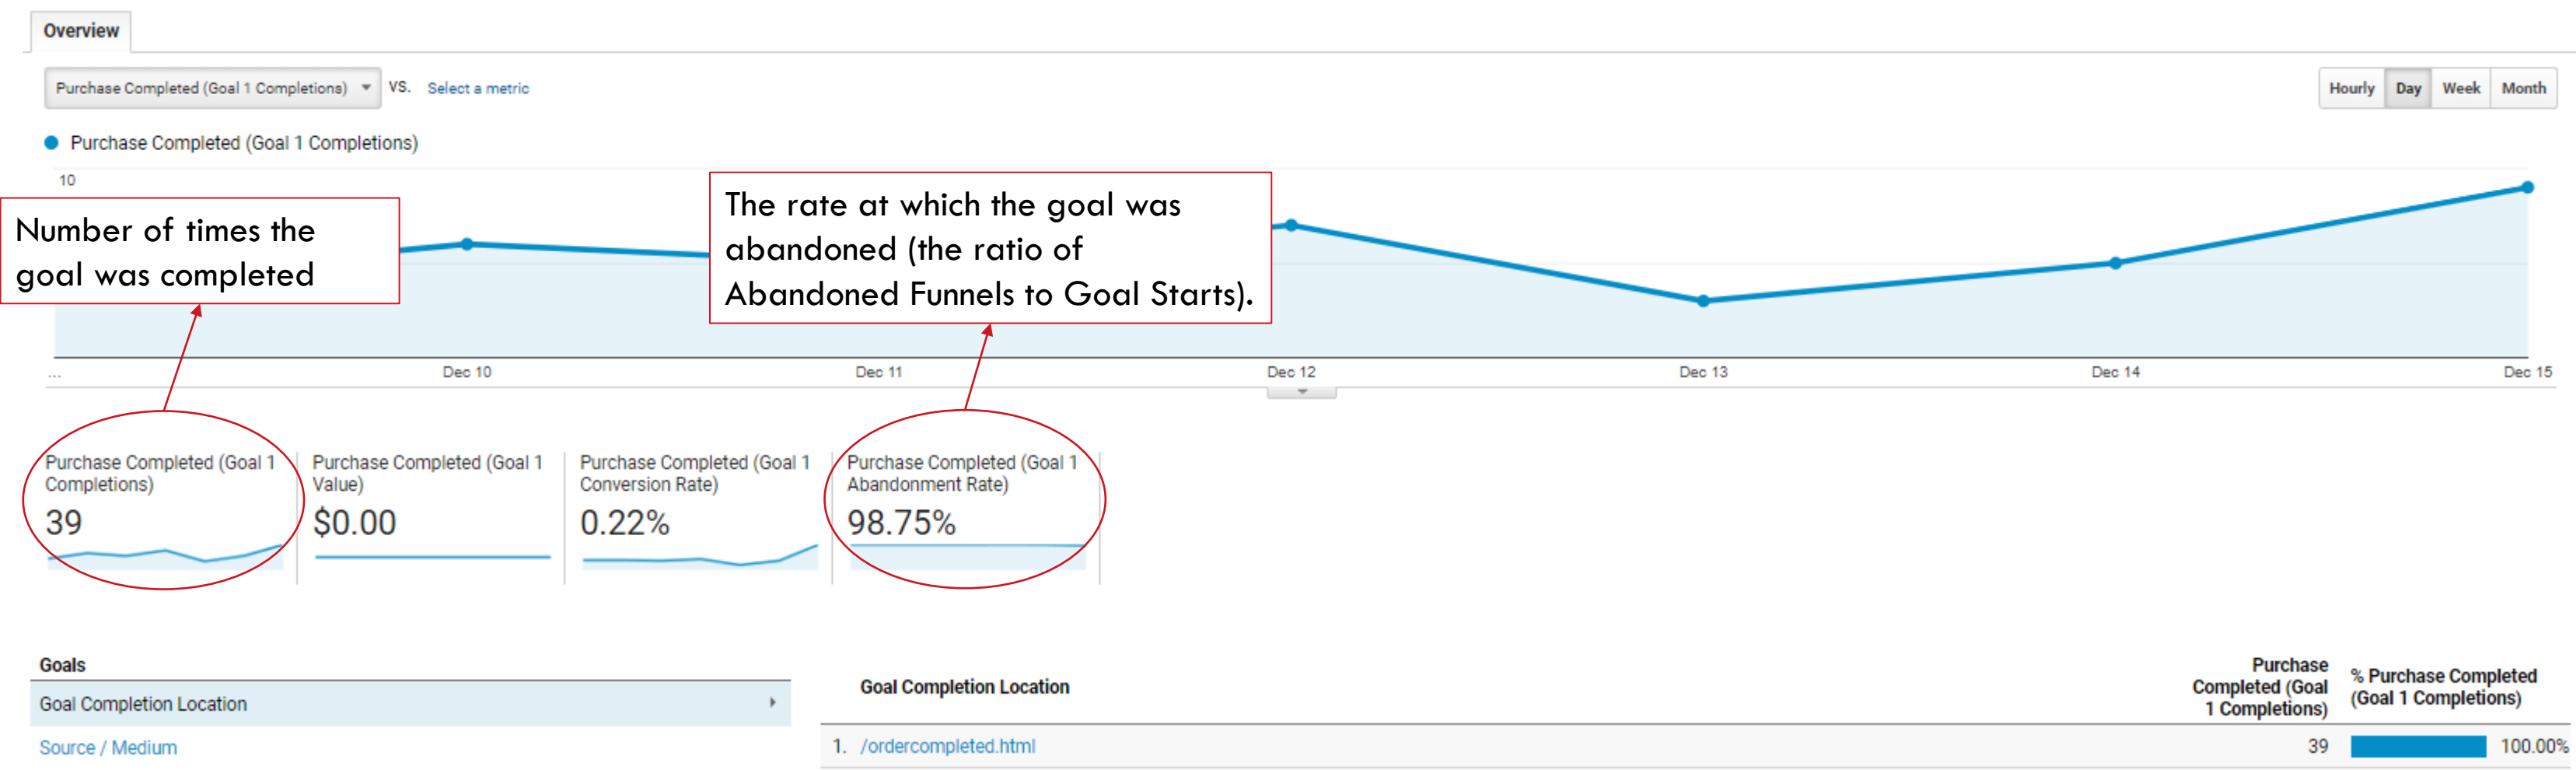 Overview
Purchase Completed (Goal 1 Completions) VS. Select a metric
Hourly Day Week Month
Purchase Completed (Goal 1 Completions)
10
Number of times the
goal was completed
The rate at which the goal was
abandoned (the ratio of
Abandoned Funnels to Goal Starts).
... Dec 10 Dec 11 Dec 12 Dec 13 Dec 14 Dec 15
Purchase Completed (Goal 1
Completions)
39
Purchase Completed (Goal 1
Value)
$0.00
Purchase Completed (Goal 1
Conversion Rate)
0.22%
Purchase Completed (Goal 1
Abandonment Rate)
98.75%
Goals
Goal Completion Location
Source / Medium
Goal Completion Location
Purchase
Completed (Goal
1 Completions)
% Purchase Completed
(Goal 1 Completions)
1. /ordercompleted.html 39 100.00%